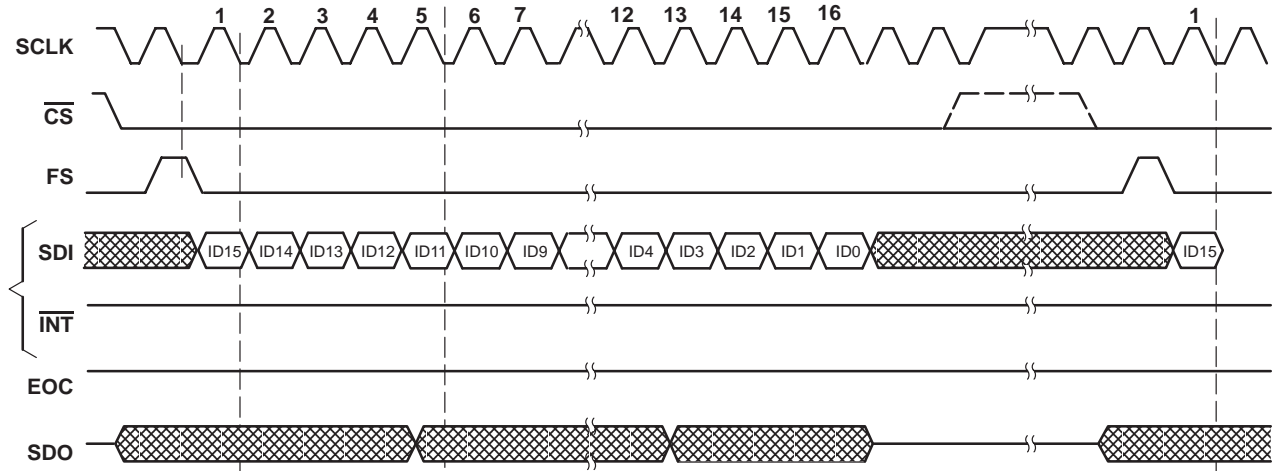 1 2 3 4 5 6 7 12 13 14 15 16 1
SCLK
CS
FS
SDI ID15 ID14 ID13 ID12 ID11 ID10 ID9 ID4 ID3 ID2 ID1 ID0 ID15
INT
EOC
SDO